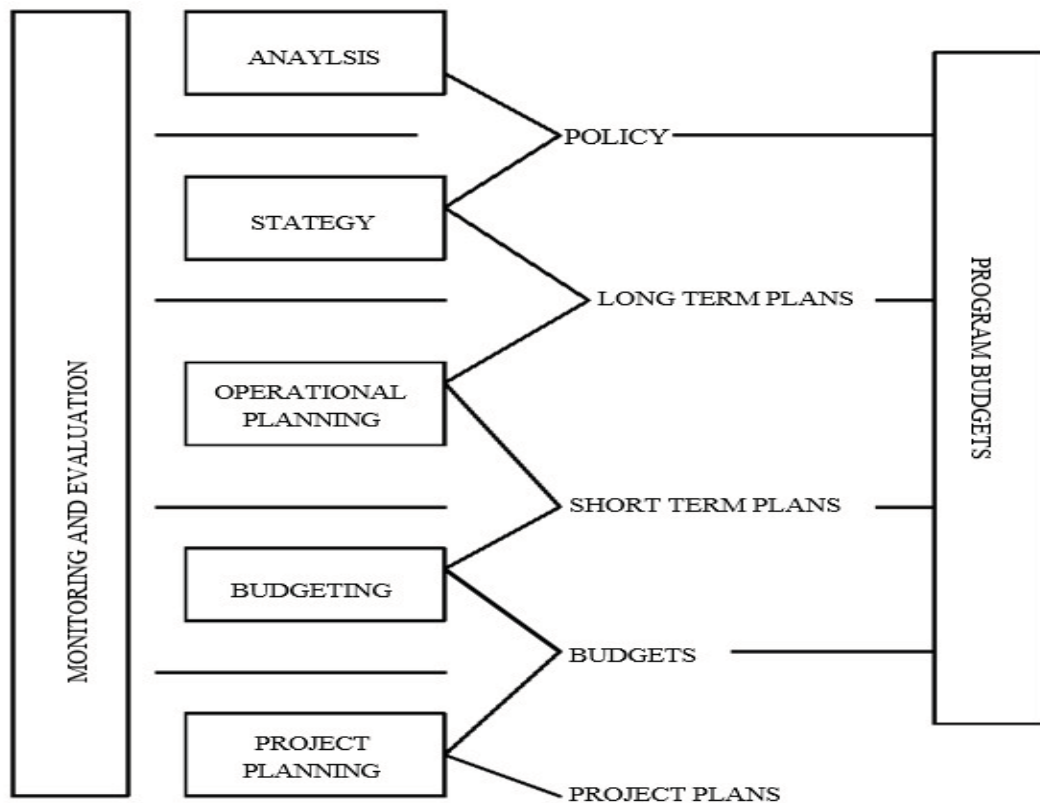 ANAYLSIS
POLICY
STATEGY
LONG TERM PLANS
OPERATIONAL
PLANNING
SHORT TERM PLANS
BUDGETING
BUDGETS
PROJECT
PLANNING
PROJECT PLANS
MONITORING AND EVALUATION
PROGRAM BUDGETS